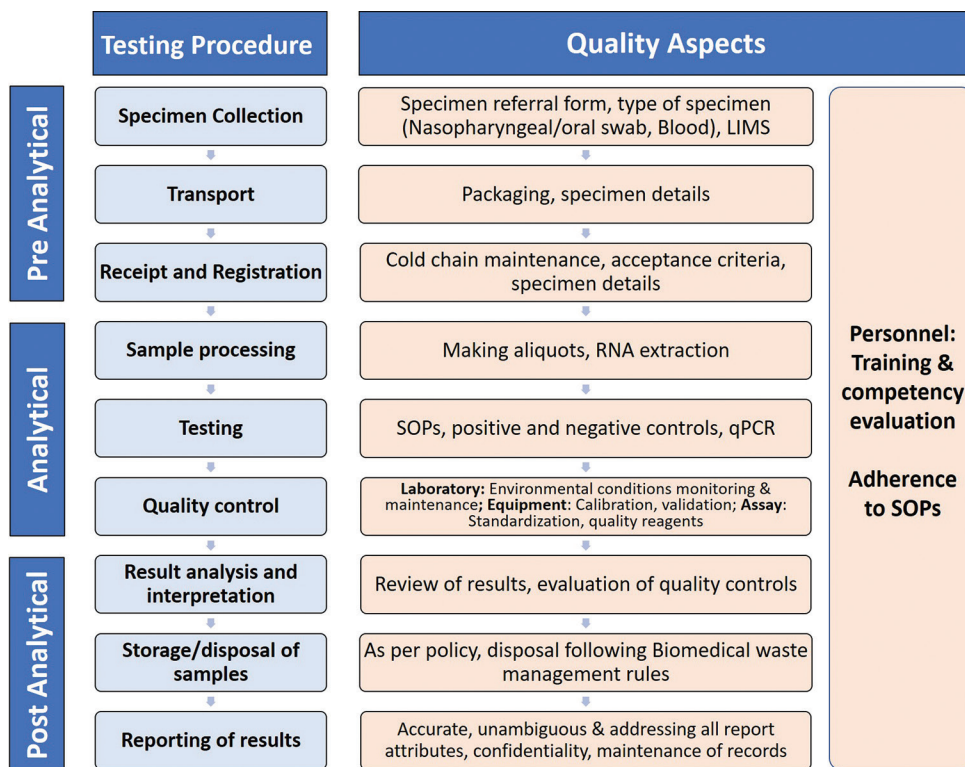 Testing Procedure
Quality Aspects
Pre Analytical
Specimen Collection
Specimen referral form, type of specimen
(Nasopharyngeal/oral swab, Blood), LIMS
Transport
Packaging, specimen details
Receipt and Registration
Cold chain maintenance, acceptance criteria,
specimen details
Analytical
Sample processing
Making aliquots, RNA extraction
Testing
SOPs, positive and negative controls, qPCR
Quality control
Laboratory: Environmental conditions monitoring &
maintenance; Equipment: Calibration, validation; Assay:
Standardization, quality reagents
Post Analytical
Result analysis and
interpretation
Review of results, evaluation of quality controls
Storage/disposal of
samples
As per policy, disposal following Biomedical waste
management rules
Reporting of results
Accurate, unambiguous & addressing all report
attributes, confidentiality, maintenance of records
Personnel:
Training &
competency
evaluation
Adherence
to SOPs